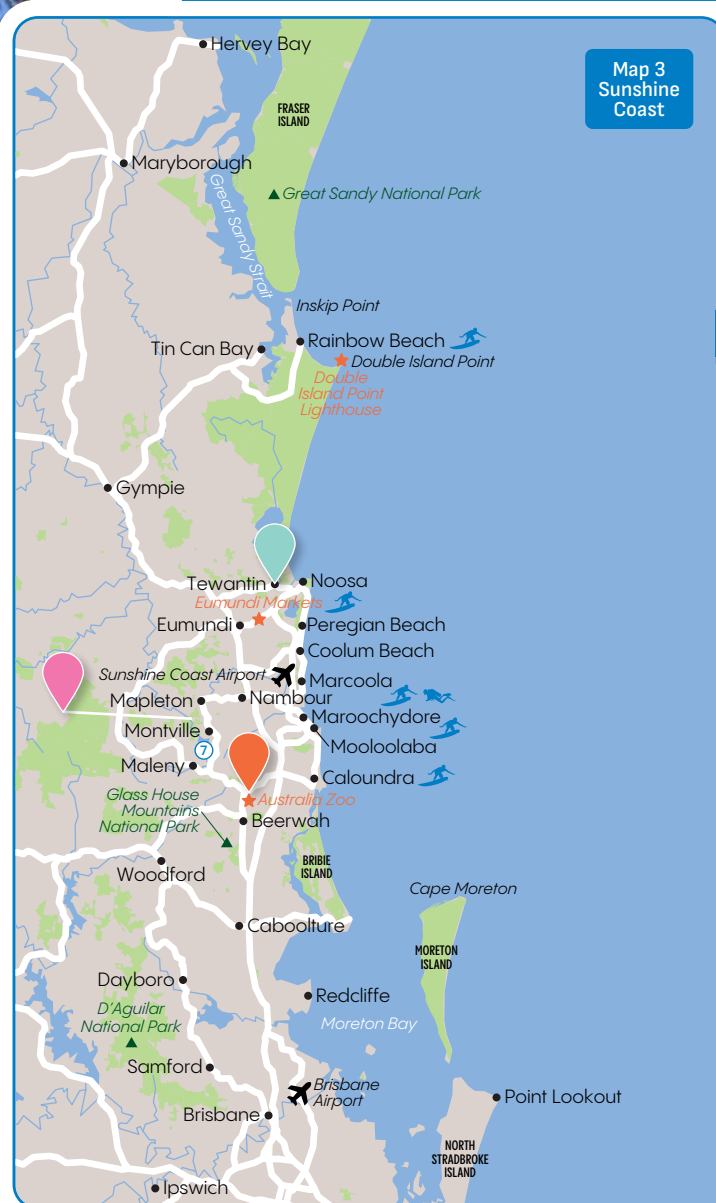 Map 3
Sunshine
Coast
Hervey Bay
FRASER
ISLAND
Maryborough
Great Sandy National Park
Great Sandy Strait
Inskip Point
Rainbow Beach
Tin Can Bay
Double Island Point
Double
Island Point
Lighthouse
Gympie
Tewantin
Noosa
Eumundi Markets
Eumundi
Peregian Beach
Coolum Beach
Sunshine Coast Airport
Marcoola
Mapleton
Nambour
Maroochydore
Montville
Mooloolaba
7
Maleny
Caloundra
Glass House
Mountains
National Park
Australia Zoo
Beerwah
BRIBIE
ISLAND
Woodford
Cape Moreton
Caboolture
MORETON
ISLAND
Dayboro
Redcliffe
D'Aguilar
National Park
Moreton Bay
Samford
Brisbane
Airport
Point Lookout
Brisbane
NORTH
STRADBROKE
ISLAND
Ipswich